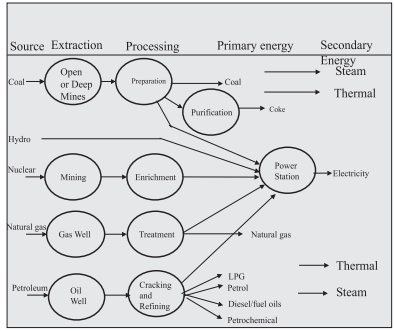 Source Extraction Processing Primary energy Secondary
Energy
Coal
Open
or Deep
Mines
Preparation
Coal
Steam
Thermal
Purification
Coke
Hydro
Nuclear
Mining
Enrichment
Power
Station
Electricity
Natural gas
Gas Well
Treatment
Natural gas
Thermal
Petroleum
Oil
Well
Cracking
and
Refining
LPG
Petrol
Diesel/fuel oils
Petrochemical
Steam